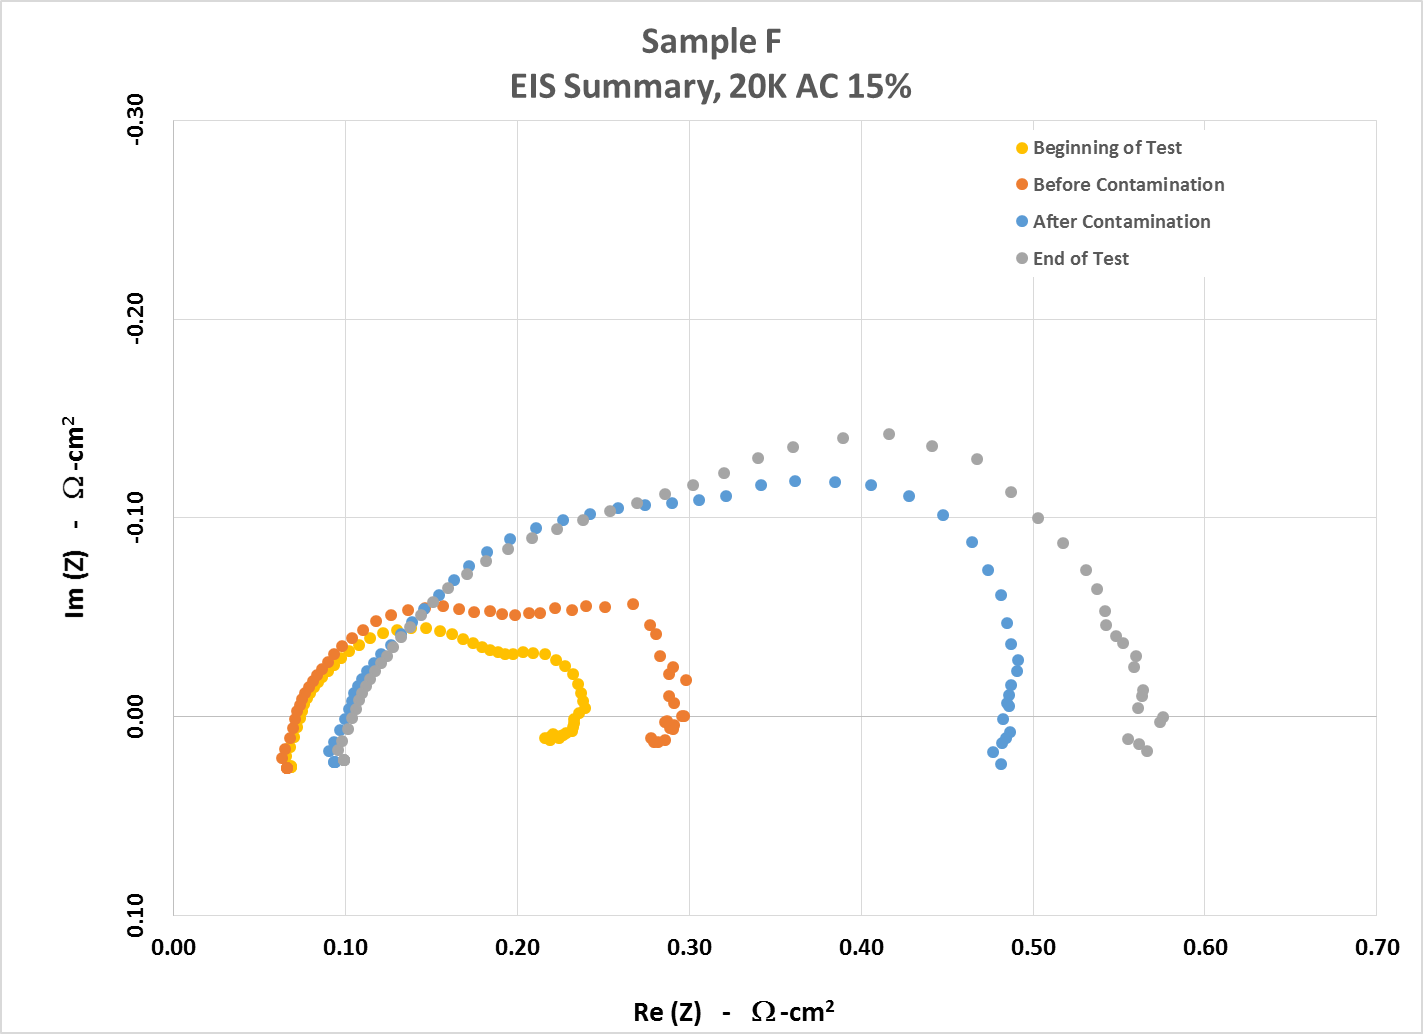 Sample F
EIS Summary, 20K AC 15%
-0.30
-0.20
-0.10
0.00
0.10
Im (Z) - Ω-cm²
Beginning of Test
Before Contamination
After Contamination
End of Test
0.00 0.10 0.20 0.30 0.40 0.50 0.60 0.70
Re (Z) - Ω-cm²